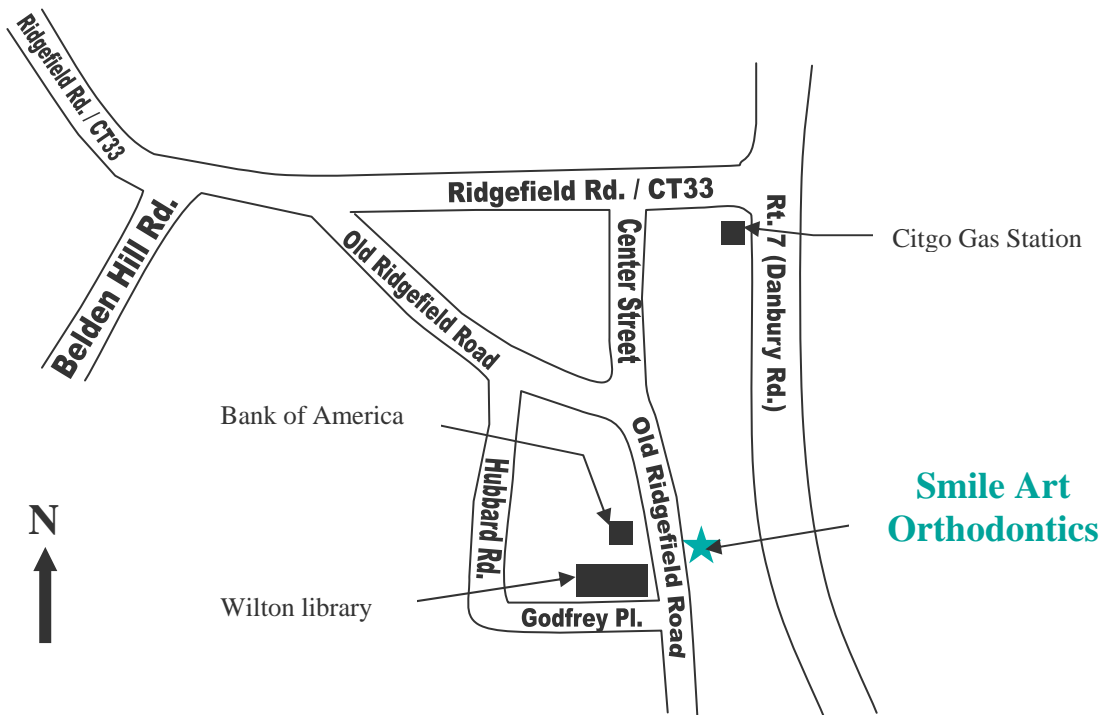 Ridgefield Rd. / CT33
Ridgefield Rd. / CT33
Belden Hill Rd.
Old Ridgefield Road
Center Street
Rt. 7 (Danbury Rd.)
Citgo Gas Station
Bank of America
Hubbard Rd.
Old Ridgefield Road
Smile Art
Orthodontics
N
Wilton library
Godfrey Pl.